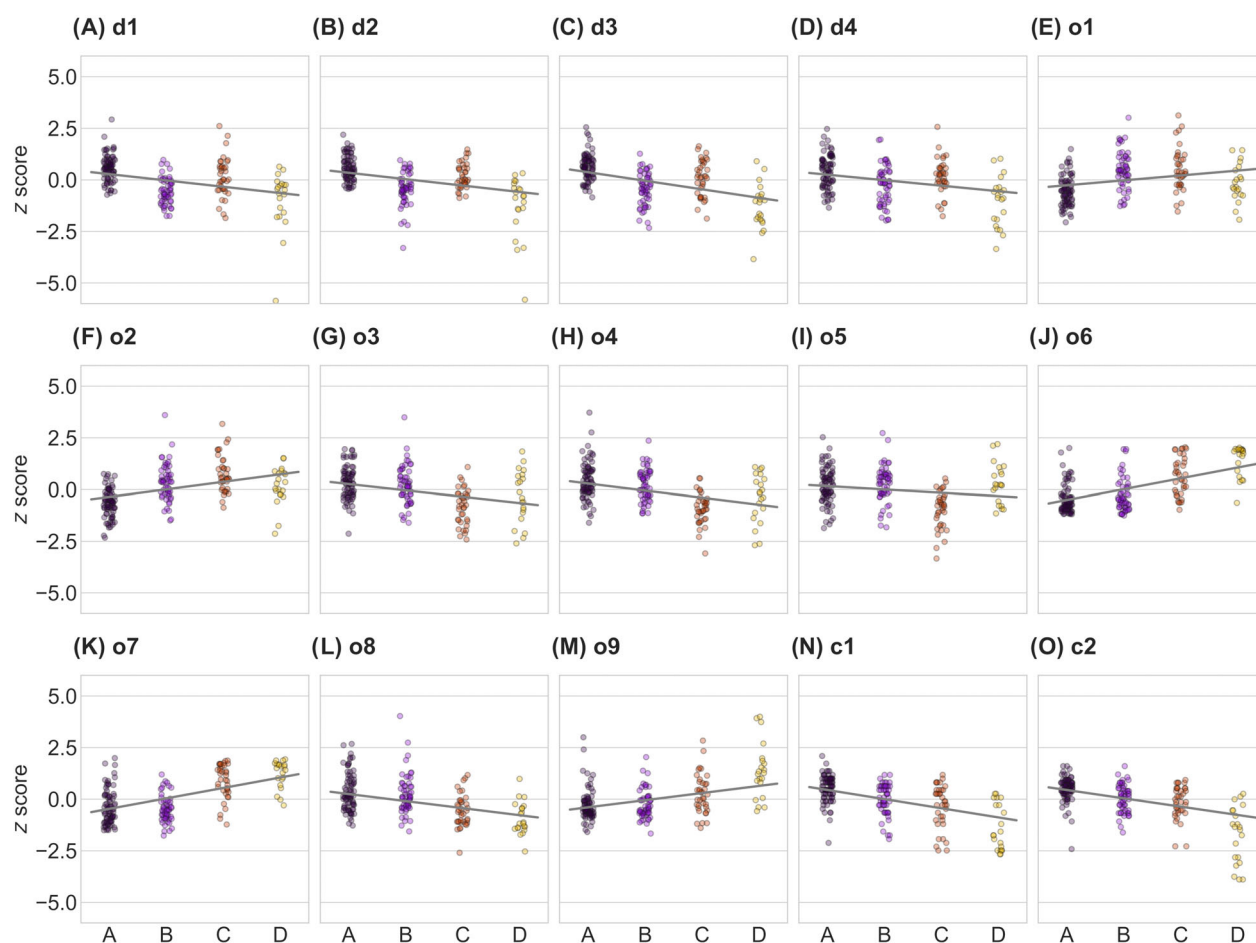 (A) d1 (B) d2 (C) d3 (D) d4 (E) o1
5.0
2.5
0.0
−2.5
−5.0
z score
(F) o2 (G) o3 (H) o4 (I) o5 (J) o6
5.0
2.5
0.0
−2.5
−5.0
z score
(K) o7 (L) o8 (M) o9 (N) c1 (O) c2
5.0
2.5
0.0
−2.5
−5.0
z score
A B C D A B C D A B C D A B C D A B C D